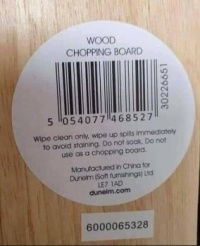 WOOD
CHOPPING BOARD
30226651
5 054077 468527
Wipe clean only, wipe up spills immediately
to avoid staining. Do not soak. Do not
use as a chopping board.
Manufactured in China for
Dunelm (Soft furnishings) Ltd
LE7 1AD
dunelm.com
6000065328